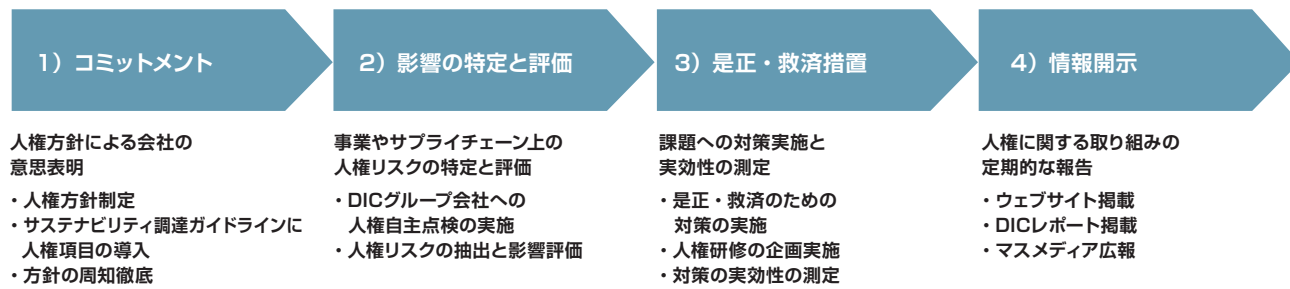 1）コミットメント
人権方針による会社の
意思表明
・人権方針制定
・サステナビリティ調達ガイドラインに
人権項目の導入
・方針の周知徹底
2）影響の特定と評価
事業やサプライチェーン上の
人権リスクの特定と評価
・DICグループ会社への
人権自主点検の実施
・人権リスクの抽出と影響評価
3）是正・救済措置
課題への対策実施と
実効性の測定
・是正・救済のための
対策の実施
・人権研修の企画実施
・対策の実効性の測定
4）情報開示
人権に関する取り組みの
定期的な報告
・ウェブサイト掲載
・DICレポート掲載
・マスメディア広報